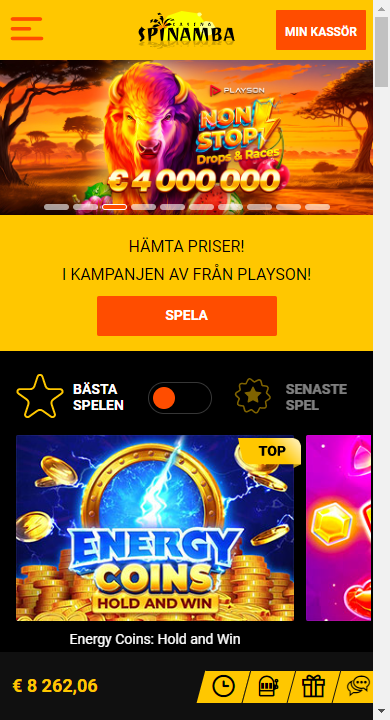 CASINO
SPINAMBA
MIN KASSÖR
PLAYSON
NON
STOP
Drops & Races
€4 000 000
HÄMTA PRISER!
I KAMPANJEN AV FRÅN PLAYSON!
SPELA
BÄSTA
SPELEN
SENASTE
SPEL
TOP
ENERGY
COINS
HOLD AND WIN
Energy Coins: Hold and Win
€ 8 262,06